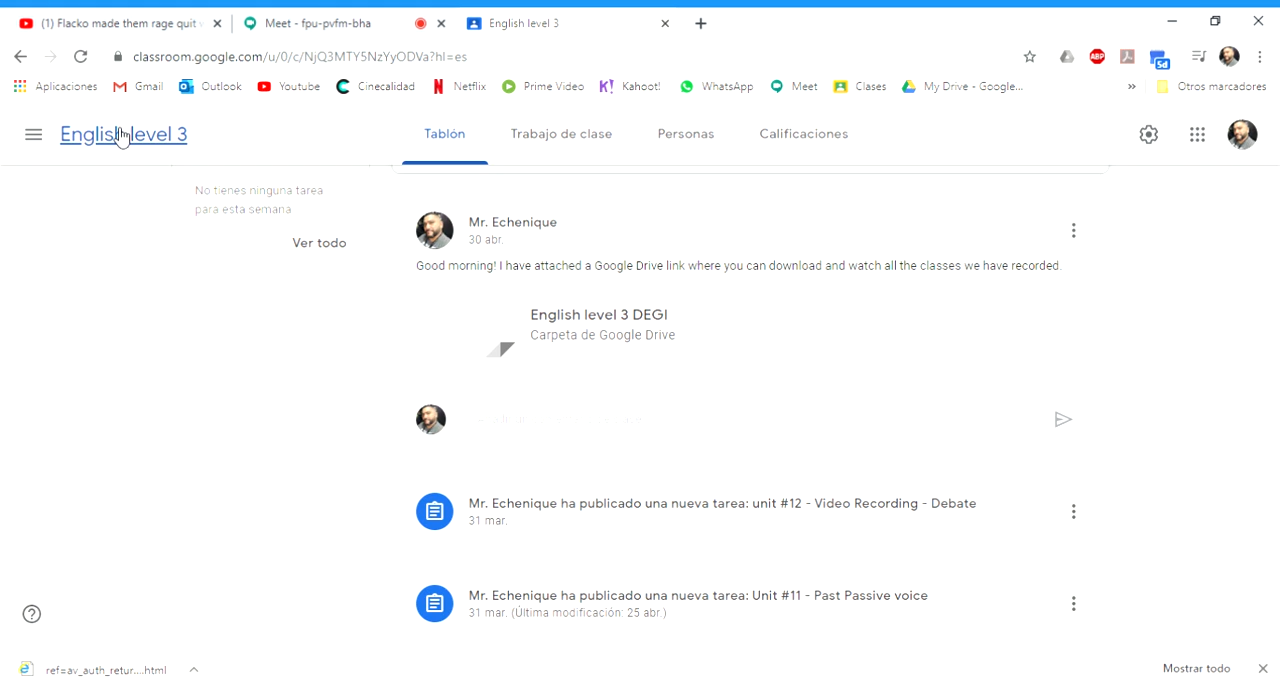 (1) Flacko made them rage quit
Meet - fpu-pvfm-bha
English level 3
classroom.google.com/u/0/c/NjQ3MTY5NzYyODVa?hl=es
ABP
5d
Aplicaciones
Gmail
Outlook
Youtube
Cinecalidad
Netflix
Prime Video
Kahoot!
WhatsApp
Meet
Clases
My Drive - Google...
»
Otros marcadores
English level 3
Tablón
Trabajo de clase
Personas
Calificaciones
No tienes ninguna tarea
para esta semana
Ver todo
Mr. Echenique
30 abr.
Good morning! I have attached a Google Drive link where you can download and watch all the classes we have recorded.
English level 3 DEGI
Carpeta de Google Drive
Mr. Echenique ha publicado una nueva tarea: unit #12 - Video Recording - Debate
31 mar.
Mr. Echenique ha publicado una nueva tarea: Unit #11 - Past Passive voice
31 mar. (Última modificación: 25 abr.)
ref=av_auth_retur....html
Mostrar todo